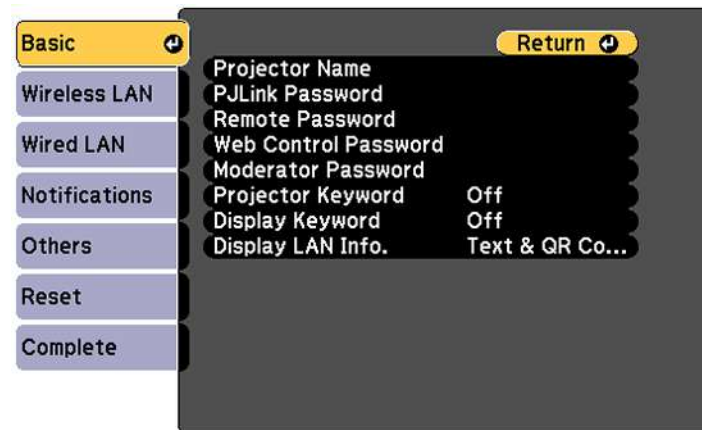 Basic
Wireless LAN
Wired LAN
Notifications
Others
Reset
Complete
Return
Projector Name
PJLink Password
Remote Password
Web Control Password
Moderator Password
Projector Keyword Off
Display Keyword Off
Display LAN Info. Text & QR Co...